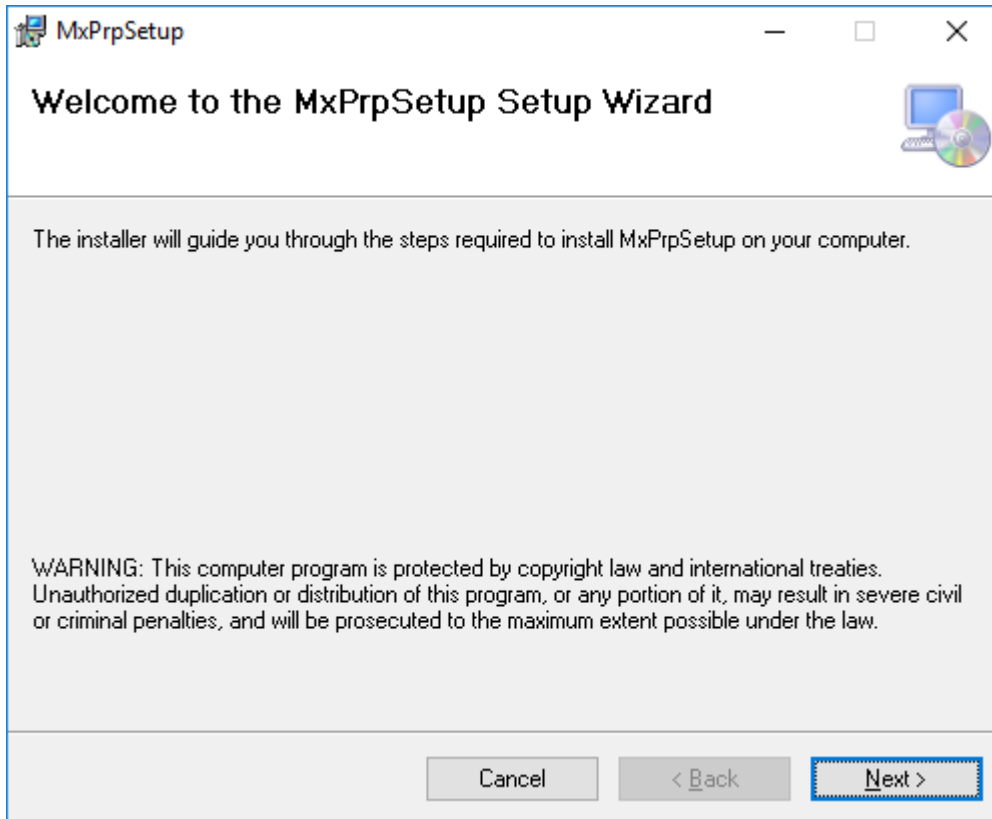 MxPrpSetup
Welcome to the MxPrpSetup Setup Wizard
The installer will guide you through the steps required to install MxPrpSetup on your computer.
WARNING: This computer program is protected by copyright law and international treaties.
Unauthorized duplication or distribution of this program, or any portion of it, may result in severe civil
or criminal penalties, and will be prosecuted to the maximum extent possible under the law.
Cancel
< Back
Next >